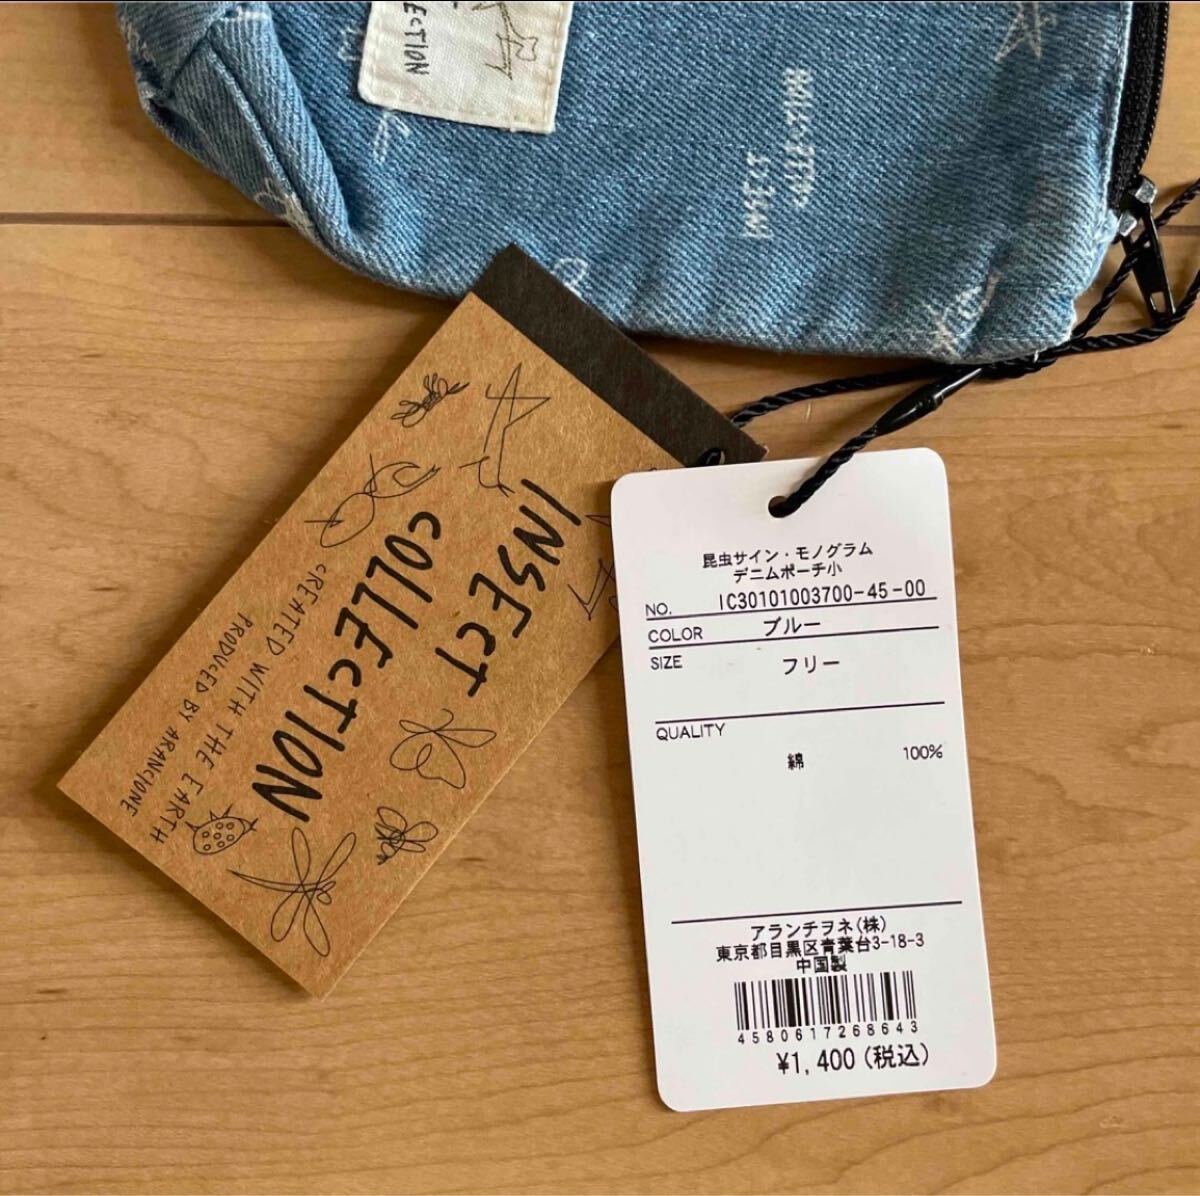 ECTION
INSECT
COLLECTION
INSECT
COLLECTION
CREATED WITH THE EARTH
PRODUCED BY ARANCIONE
昆虫サイン・モノグラム
デニムポーチ小
NO. IC30101003700-45-00
COLOR ブルー
SIZE フリー
QUALITY
綿 100%
アランチヲネ(株)
東京都目黒区青葉台3-18-3
中国製
4580617268643
¥1,400(税込)